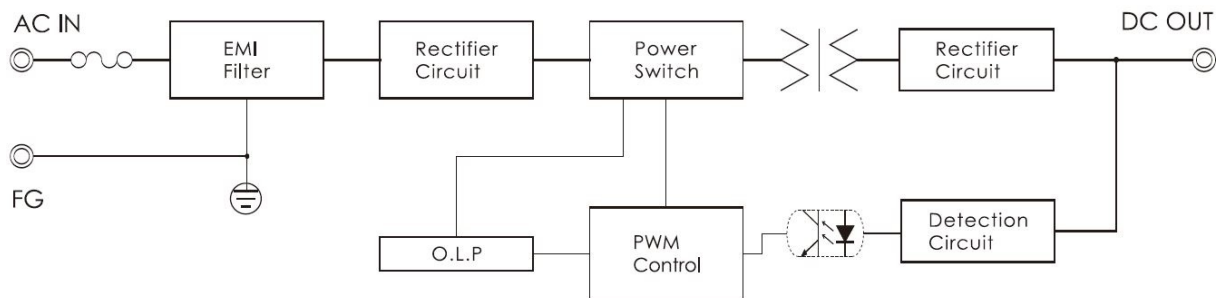 AC IN
EMI
Filter
Rectifier
Circuit
Power
Switch
Rectifier
Circuit
DC OUT
FG
O.L.P
PWM
Control
Detection
Circuit